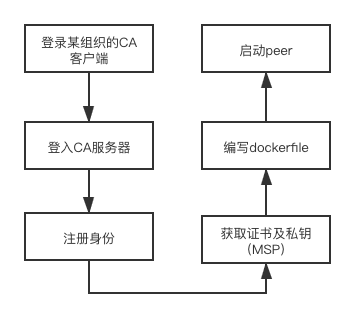 登录某组织的CA
客户端
登入CA服务器
注册身份
获取证书及私钥
（MSP）
编写dockerfile
启动peer